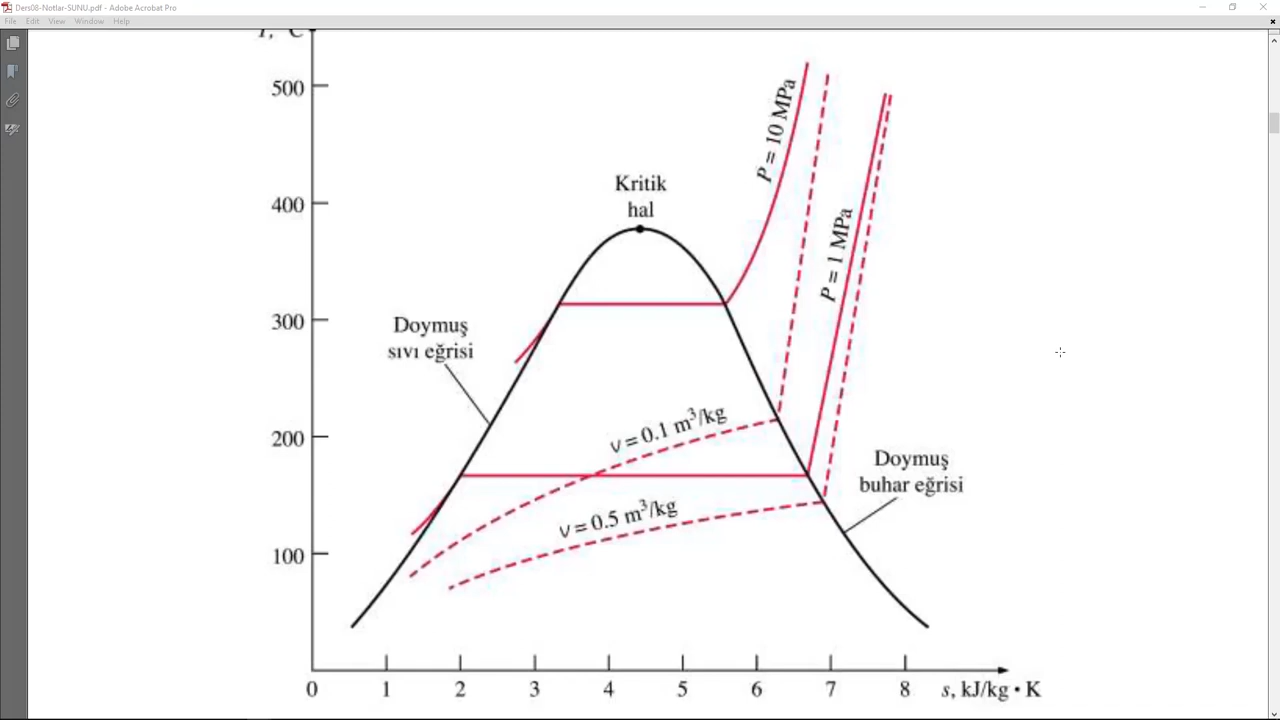 Ders08-Notlar-SUNU.pdf - Adobe Acrobat Pro
File Edit View Window Help
T, °C
500
400
300
200
100
Kritik
hal
P = 10 MPa
P = 1 MPa
Doymuş
sıvı eğrisi
v = 0.1 m³/kg
v = 0.5 m³/kg
Doymuş
buhar eğrisi
0 1 2 3 4 5 6 7 8 s, kJ/kg • K